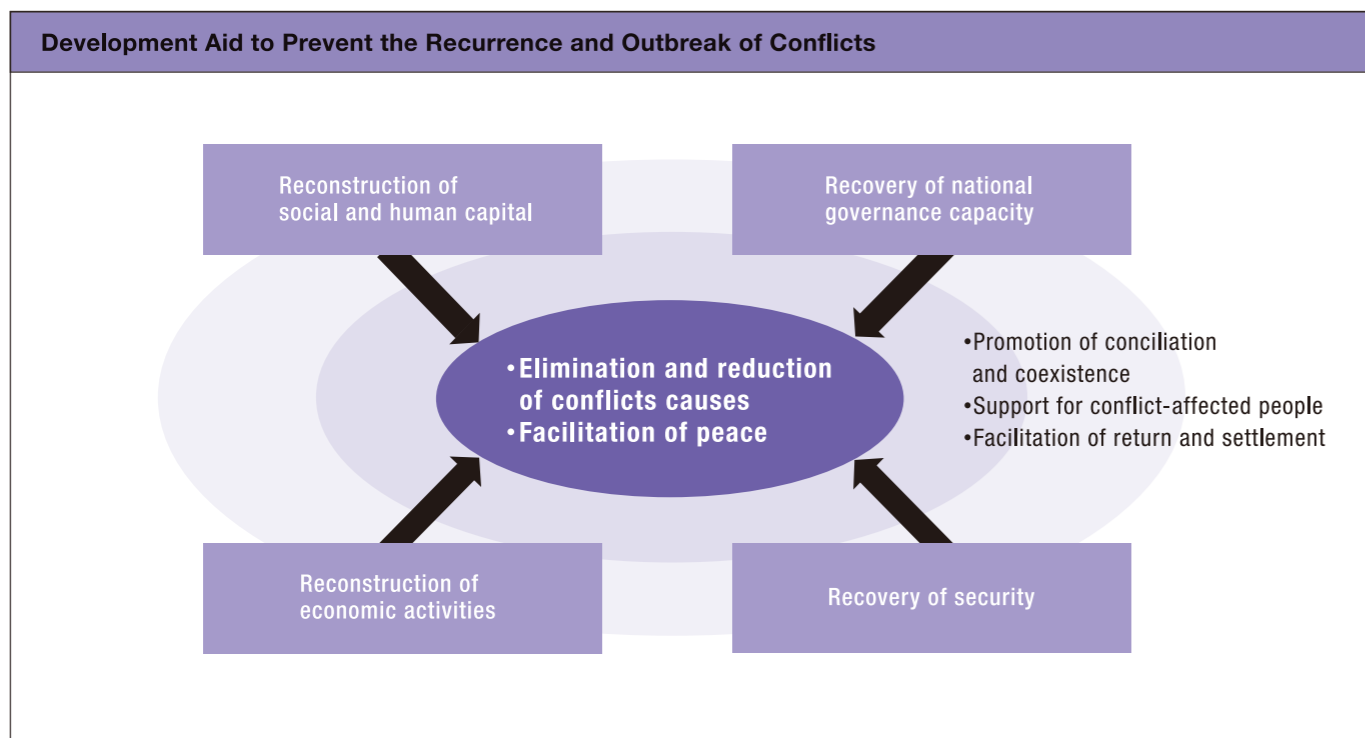 Development Aid to Prevent the Recurrence and Outbreak of Conflicts
Reconstruction of
social and human capital
Recovery of national
governance capacity
•Elimination and reduction
of conflicts causes
•Facilitation of peace
•Promotion of conciliation
and coexistence
•Support for conflict-affected people
•Facilitation of return and settlement
Reconstruction of
economic activities
Recovery of security